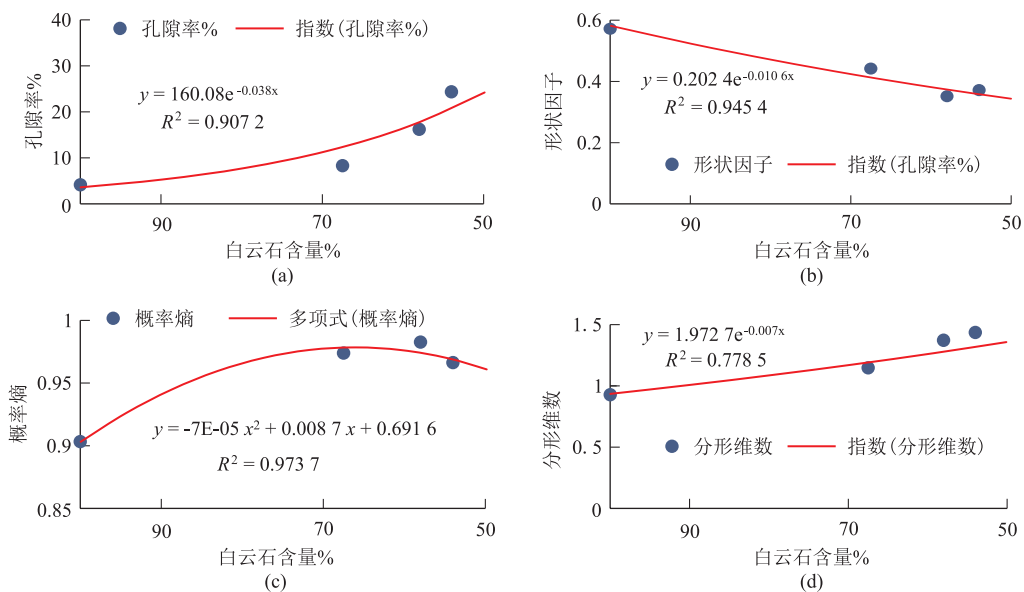 40
30
20
10
0
孔隙率%
孔隙率%
指数(孔隙率%)
y = 160.08e-0.038x
R2 = 0.907 2
90
70
50
白云石含量%
(a)
0.6
0.4
0.2
0
形状因子
y = 0.202 4e-0.010 6x
R2 = 0.945 4
形状因子
指数(孔隙率%)
90
70
50
白云石含量%
(b)
1
0.95
0.9
0.85
概率熵
概率熵
多项式(概率熵)
y = -7E-05 x2 + 0.008 7 x + 0.691 6
R2 = 0.973 7
90
70
50
白云石含量%
(c)
1.5
1
0.5
0
分形维数
y = 1.972 7e-0.007x
R2 = 0.778 5
分形维数
指数(分形维数)
90
70
50
白云石含量%
(d)